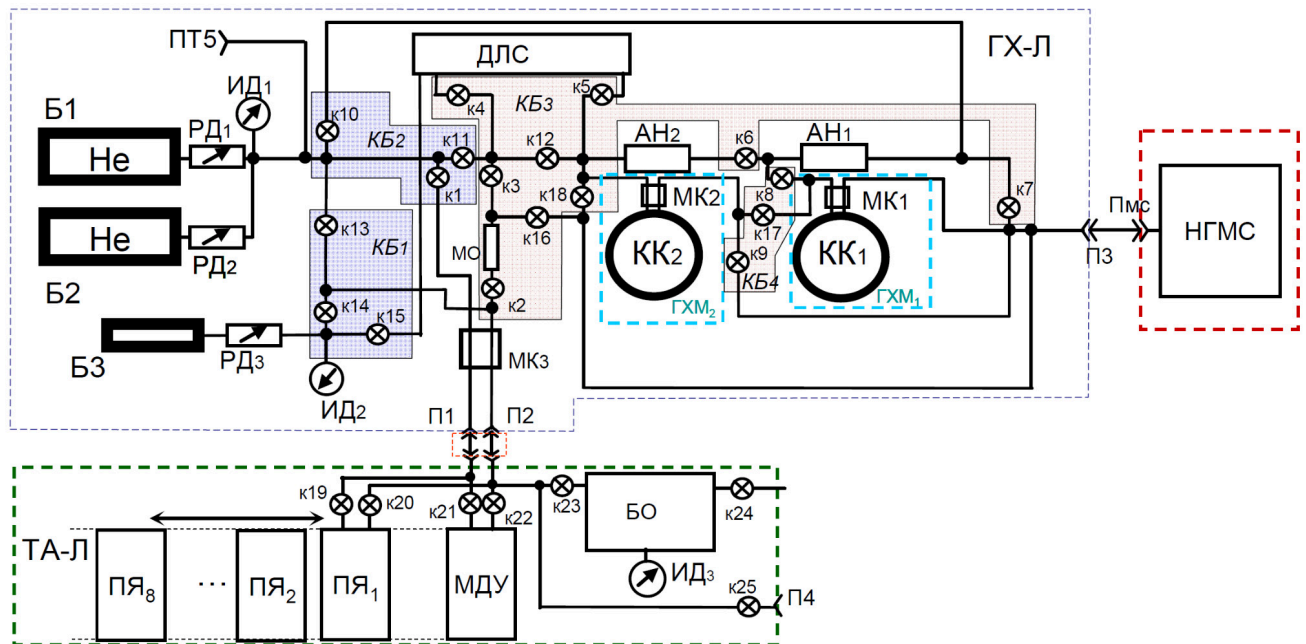 ПТ5
ГХ-Л
ДЛС
ИД1
Б1
РД1
Не
к10
КБ2
к11
к4
КБ3
к5
к12
АН2
к6
АН1
к7
к1
к3
к18
МК2
к8
МК1
Пмс
НГМС
Не
РД2
Б2
к13
КБ1
к16
МО
КК2
к17
КК1
П3
к9
КБ4
к14
к15
к2
ГХМ2
ГХМ1
Б3
РД3
МК3
ИД2
П1
П2
к19
к20
к21
к22
к23
БО
к24
ТА-Л
ПЯ8
...
ПЯ2
ПЯ1
МДУ
ИД3
к25
П4